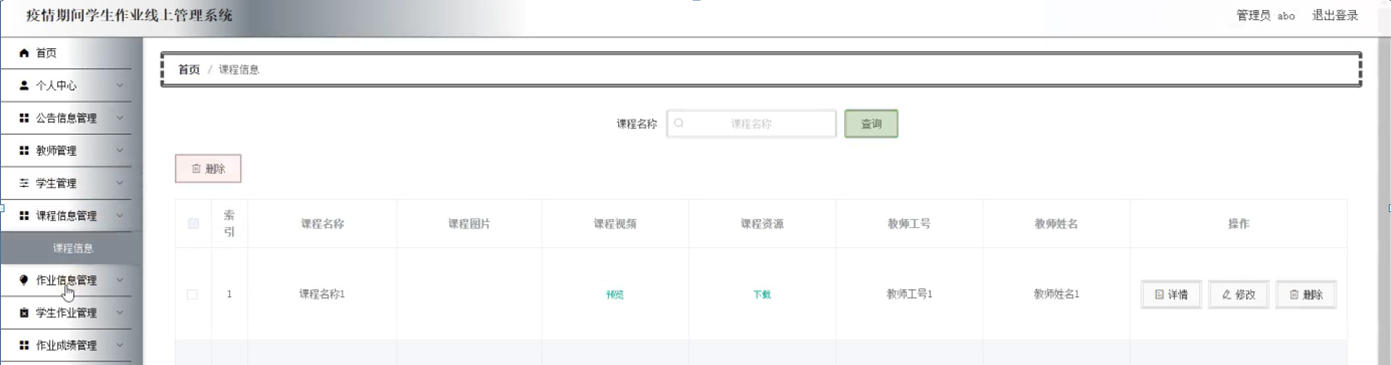 疫情期间学生作业线上管理系统
管理员 abo 退出登录
首页
个人中心
公告信息管理
教师管理
学生管理
课程信息管理
课程信息
作业信息管理
学生作业管理
作业成绩管理
首页 / 课程信息
课程名称 课程名称 查询
删除
索引 课程名称 课程图片 课程视频 课程资源 教师工号 教师姓名 操作
1 课程名称1 预览 下载 教师工号1 教师姓名1 详情 修改 删除